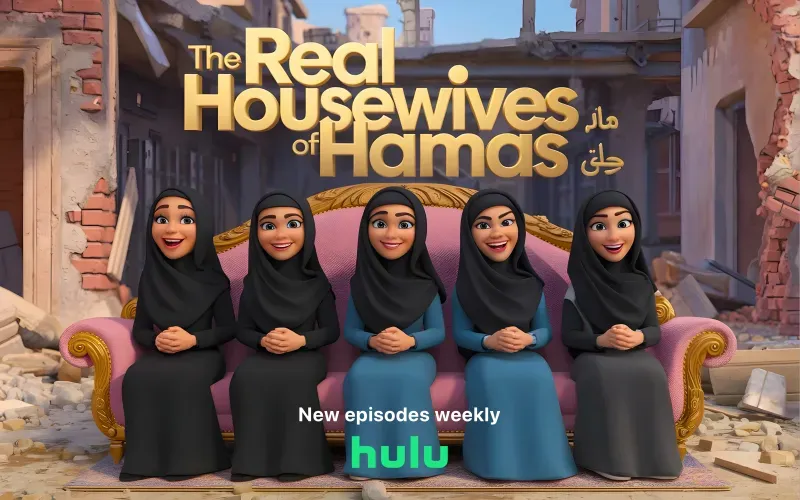 The Real
Housewives
of Hamas
New episodes weekly
hulu